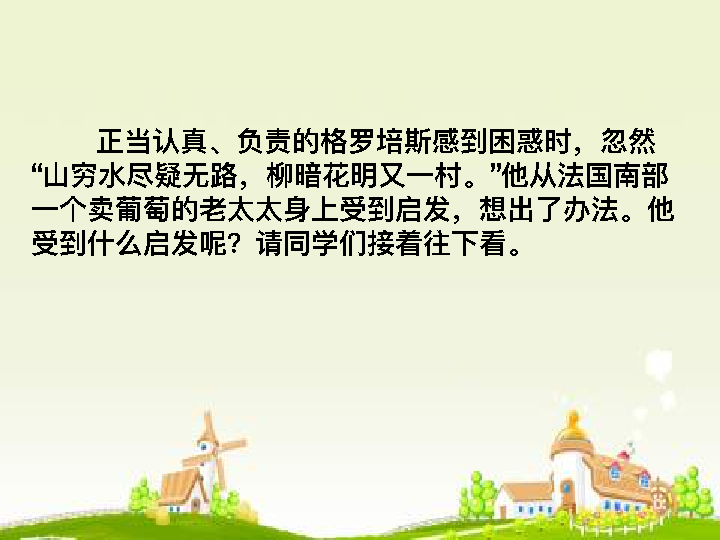 正当认真、负责的格罗培斯感到困惑时，忽然
“山穷水尽疑无路，柳暗花明又一村。”他从法国南部
一个卖葡萄的老太太身上受到启发，想出了办法。他
受到什么启发呢？请同学们接着往下看。